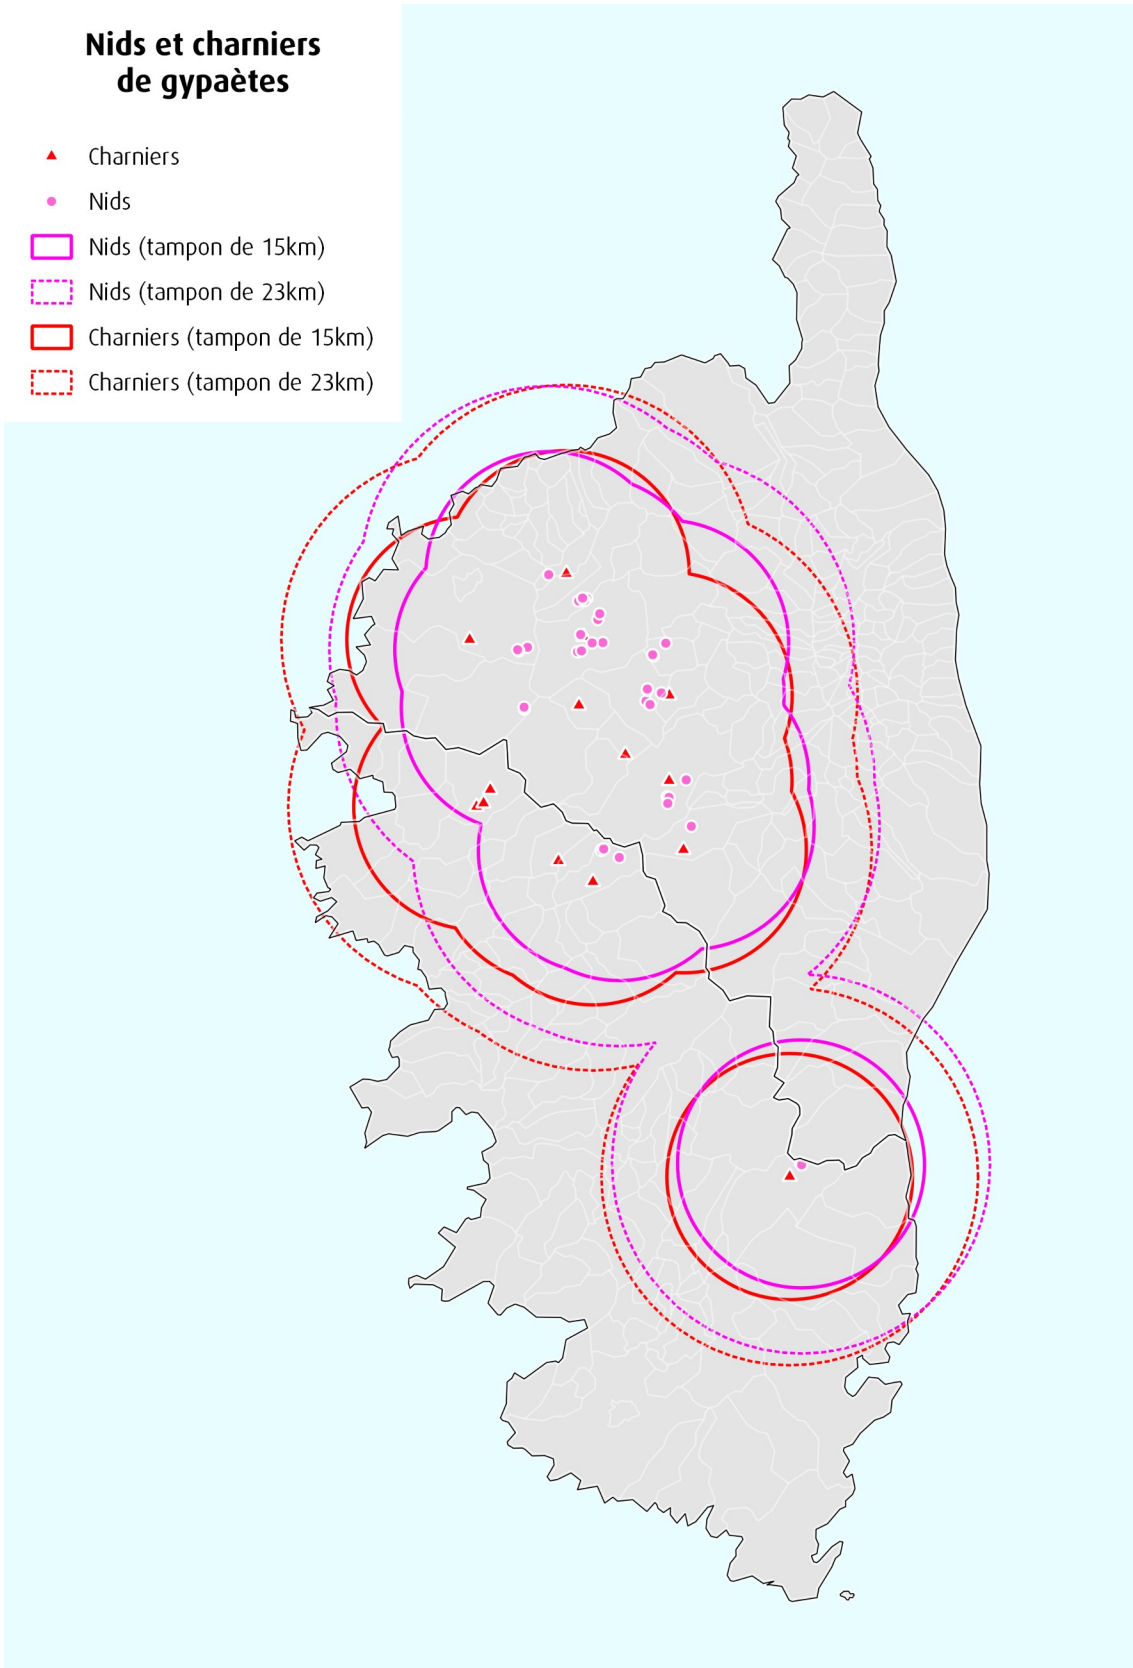 Nids et charniers
de gypaètes
Charniers
Nids
Nids (tampon de 15km)
Nids (tampon de 23km)
Charniers (tampon de 15km)
Charniers (tampon de 23km)